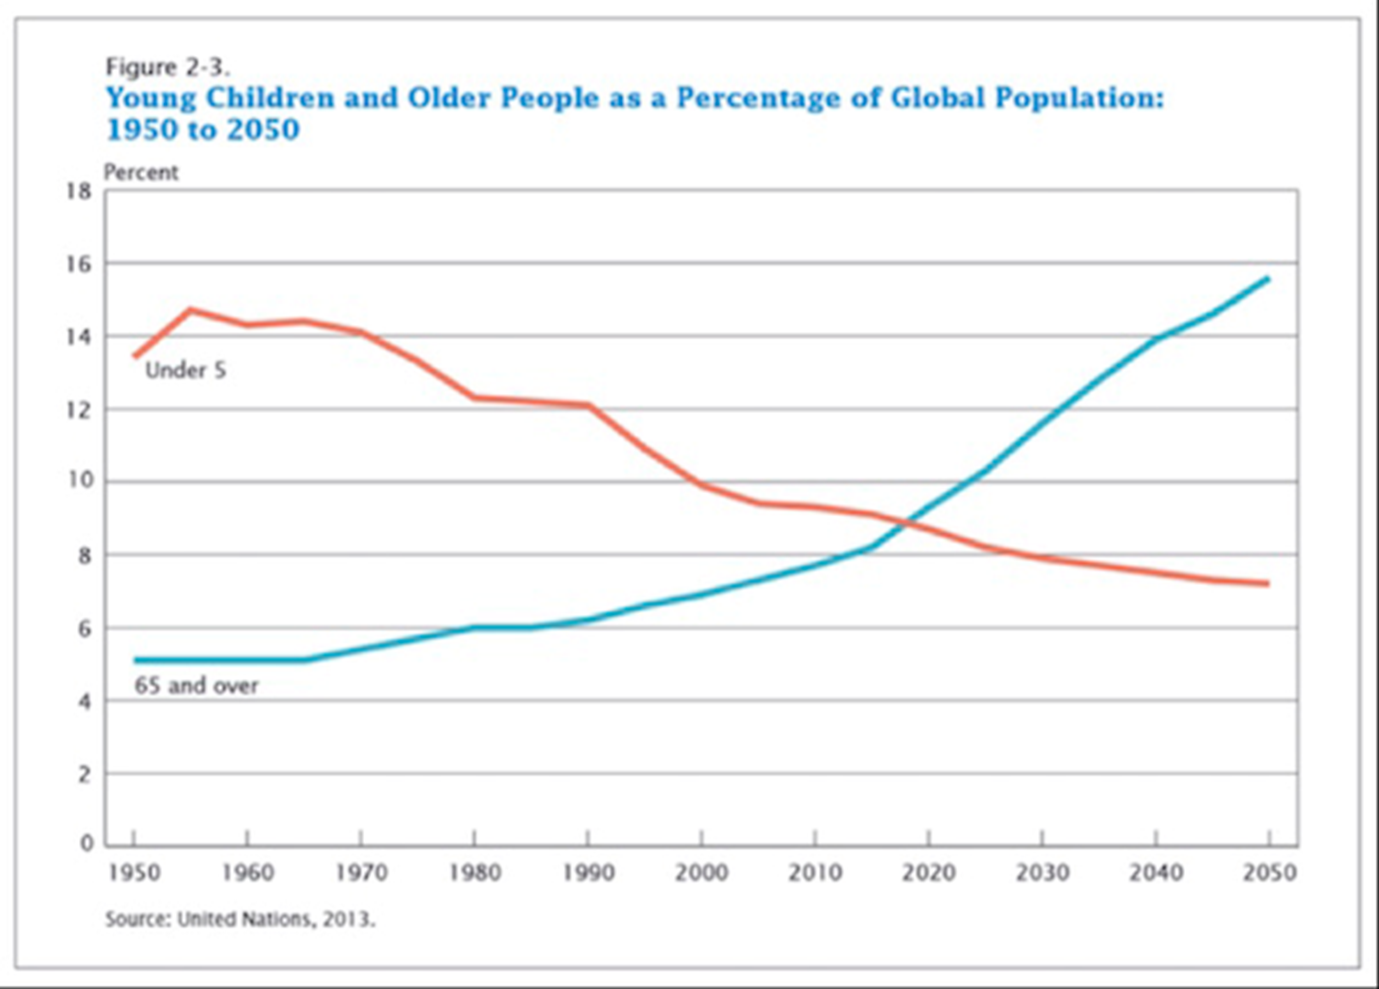 Figure 2-3.
Young Children and Older People as a Percentage of Global Population:
1950 to 2050
Percent
18
16
14
Under 5
12
10
8
6
65 and over
4
2
0
1950 1960 1970 1980 1990 2000 2010 2020 2030 2040 2050
Source: United Nations, 2013.